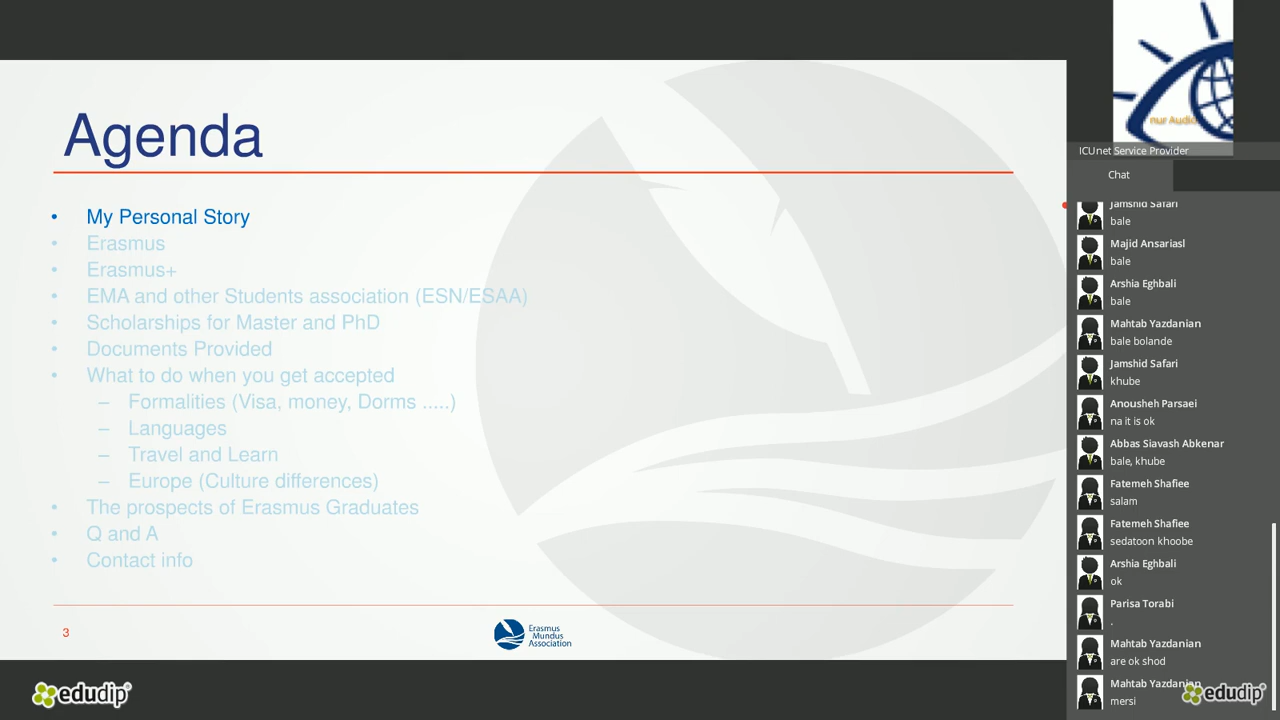 Agenda
• My Personal Story
• Erasmus
• Erasmus+
• EMA and other Students association (ESN/ESAA)
• Scholarships for Master and PhD
• Documents Provided
• What to do when you get accepted
– Formalities (Visa, money, Dorms .....)
– Languages
– Travel and Learn
– Europe (Culture differences)
• The prospects of Erasmus Graduates
• Q and A
• Contact info
3
Erasmus
Mundus
Association
edudip
nur Audio
ICUnet Service Provider
Chat
Jamshid Safari
bale
Majid Ansariasl
bale
Arshia Eghbali
bale
Mahtab Yazdanian
bale bolande
Jamshid Safari
khube
Anousheh Parsaei
na it is ok
Abbas Siavash Abkenar
bale, khube
Fatemeh Shafiee
salam
Fatemeh Shafiee
sedatoon khoobe
Arshia Eghbali
ok
Parisa Torabi
.
Mahtab Yazdanian
are ok shod
Mahtab Yazdanian
mersi
edudip